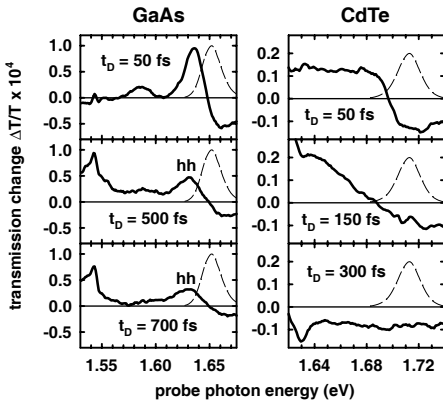 GaAs
CdTe
transmission change ΔT/T x 10⁴
1.0
0.5
0.0
-0.5
t_D = 50 fs
0.2
0.1
0.0
-0.1
t_D = 50 fs
1.0
0.5
0.0
-0.5
hh
t_D = 500 fs
0.2
0.1
0.0
-0.1
t_D = 150 fs
1.0
0.5
0.0
-0.5
hh
t_D = 700 fs
0.2
0.1
0.0
-0.1
t_D = 300 fs
1.55 1.60 1.65
1.64 1.68 1.72
probe photon energy (eV)